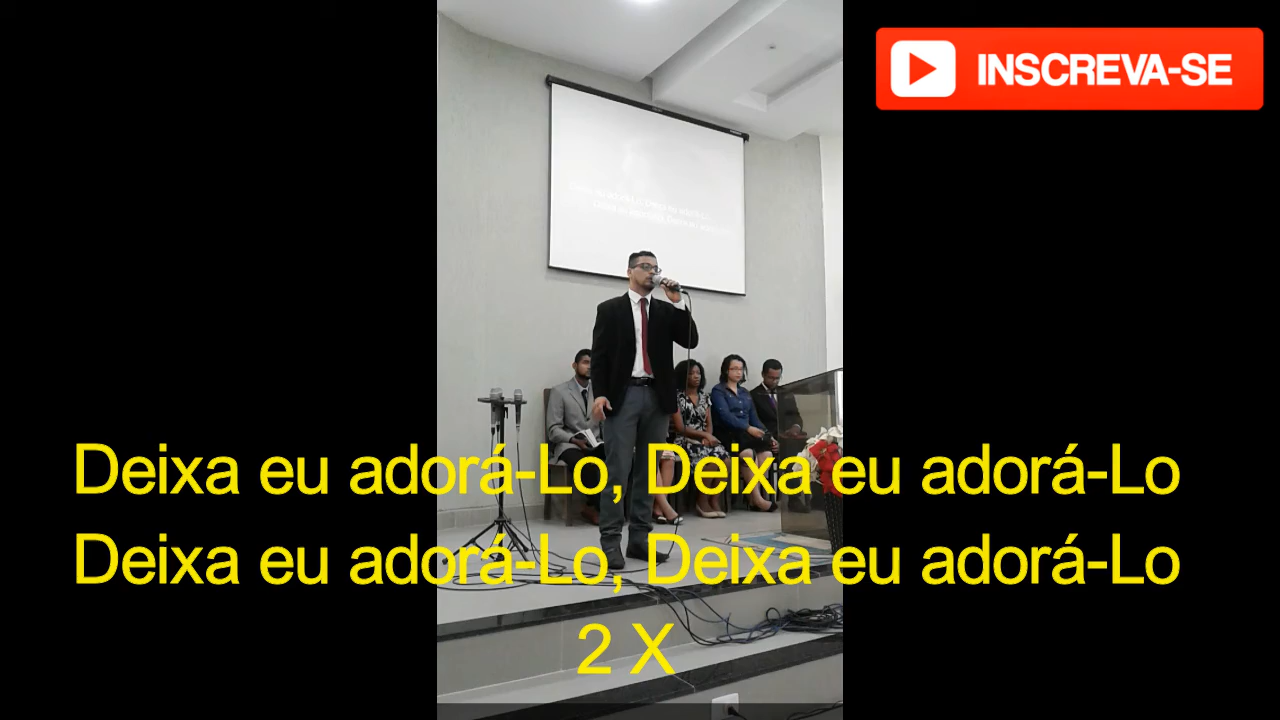 INSCREVA-SE
Deixa eu adorá-Lo, Deixa eu adorá-Lo
Deixa eu adorá-Lo, Deixa eu adorá-Lo
2 X